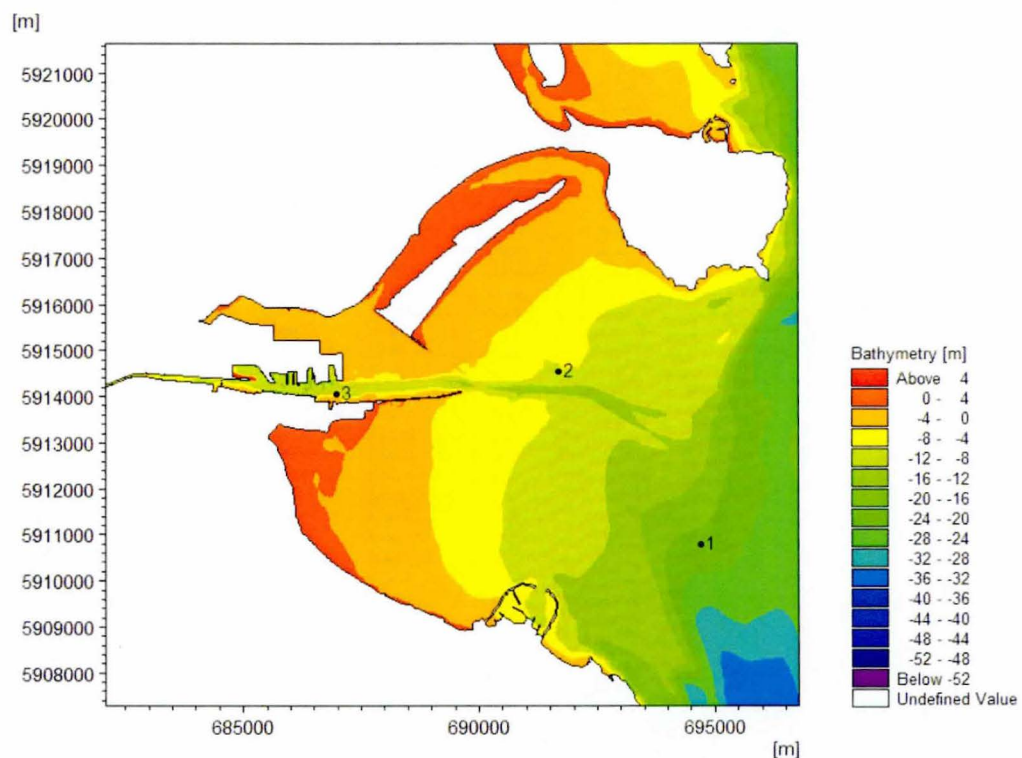 [m]
5921000
5920000
5919000
5918000
5917000
5916000
5915000
5914000
5913000
5912000
5911000
5910000
5909000
5908000
2
3
1
685000
690000
695000
[m]
Bathymetry [m]
Above 4
0 - 4
-4 - 0
-8 - -4
-12 - -8
-16 - -12
-20 - -16
-24 - -20
-28 - -24
-32 - -28
-36 - -32
-40 - -36
-44 - -40
-48 - -44
-52 - -48
Below -52
Undefined Value